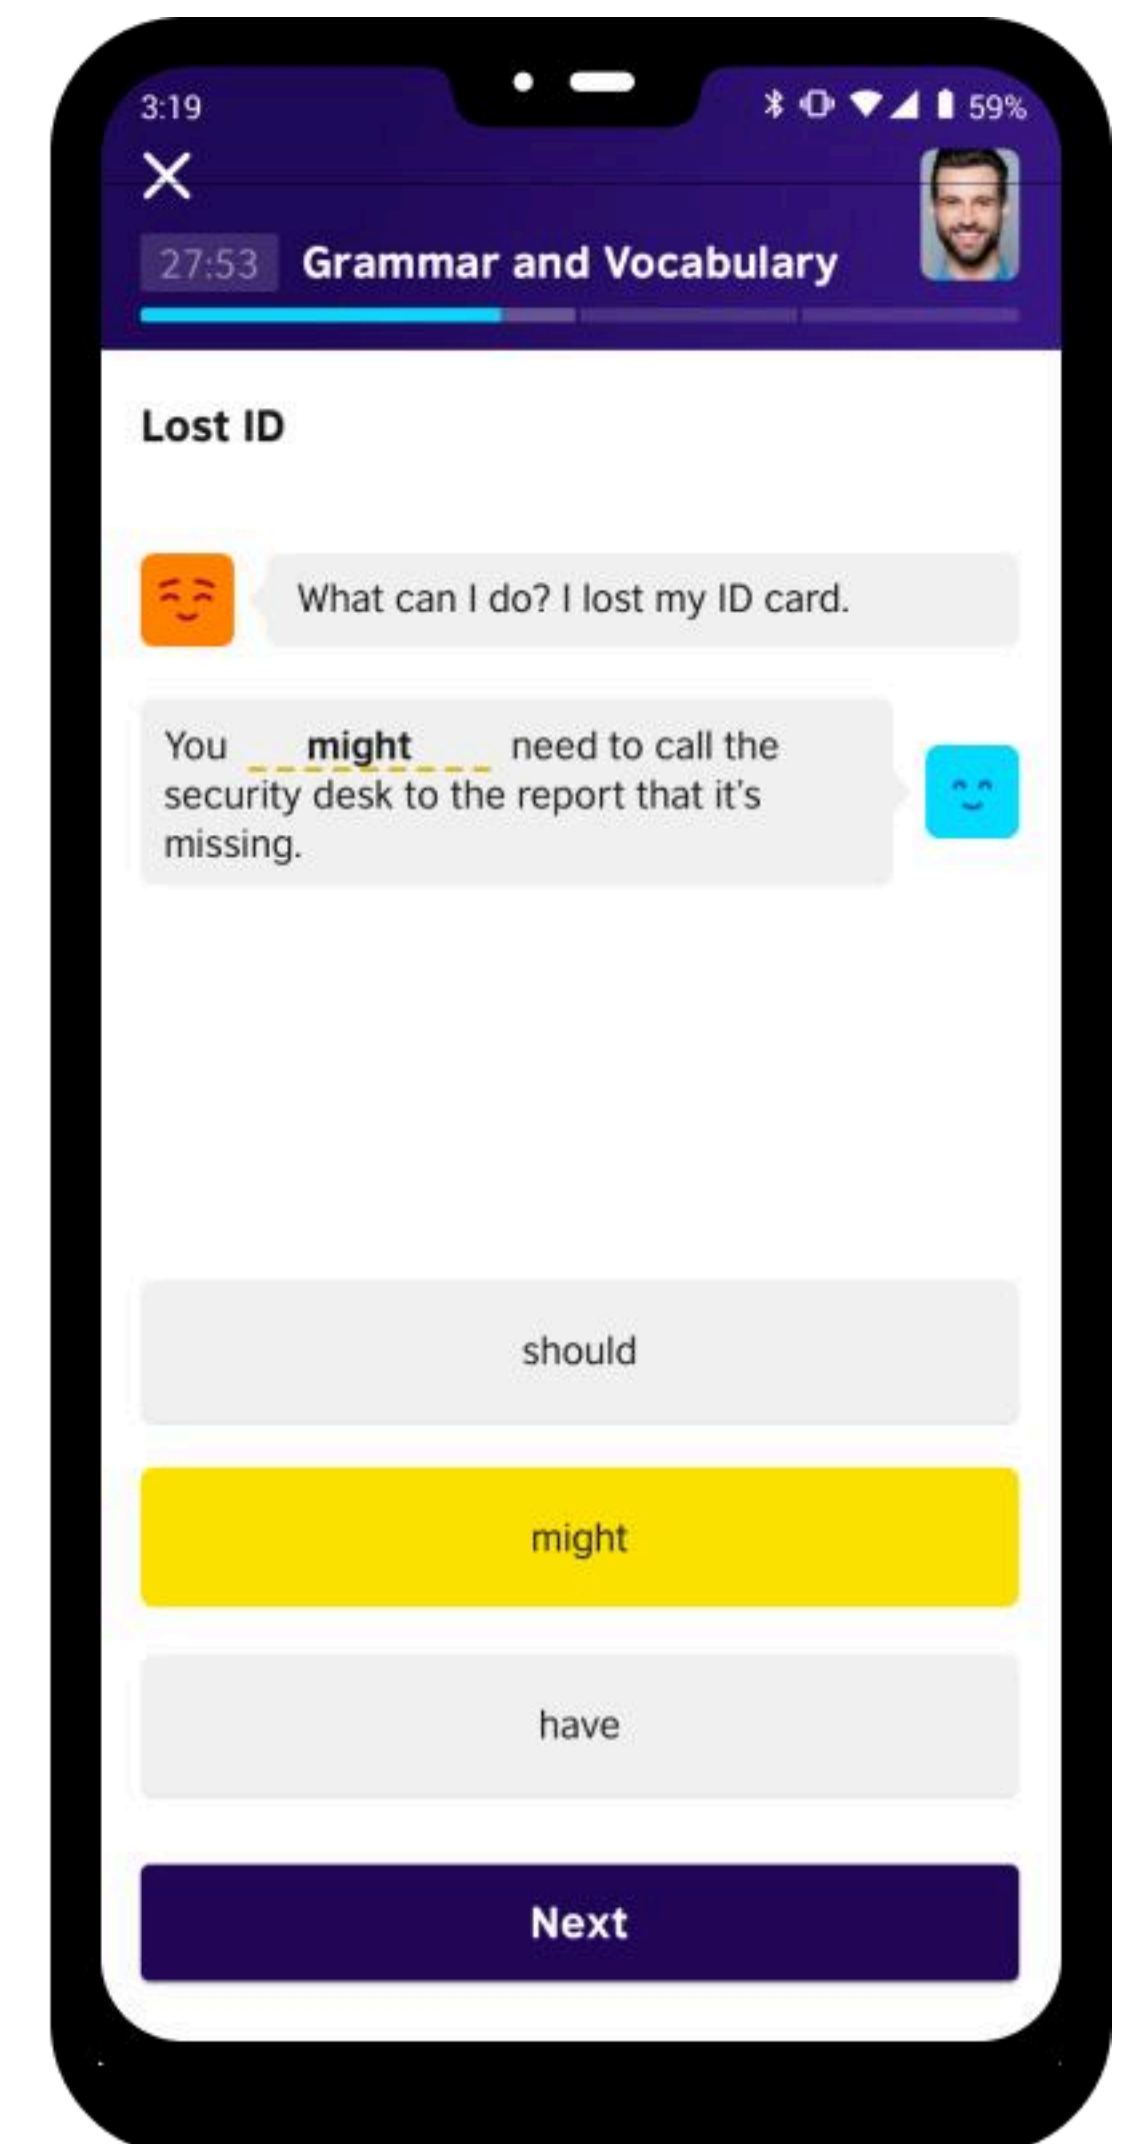 3:19 59%
27:53 Grammar and Vocabulary
Lost ID
What can I do? I lost my ID card.
You might need to call the
security desk to the report that it's
missing.
should
might
have
Next